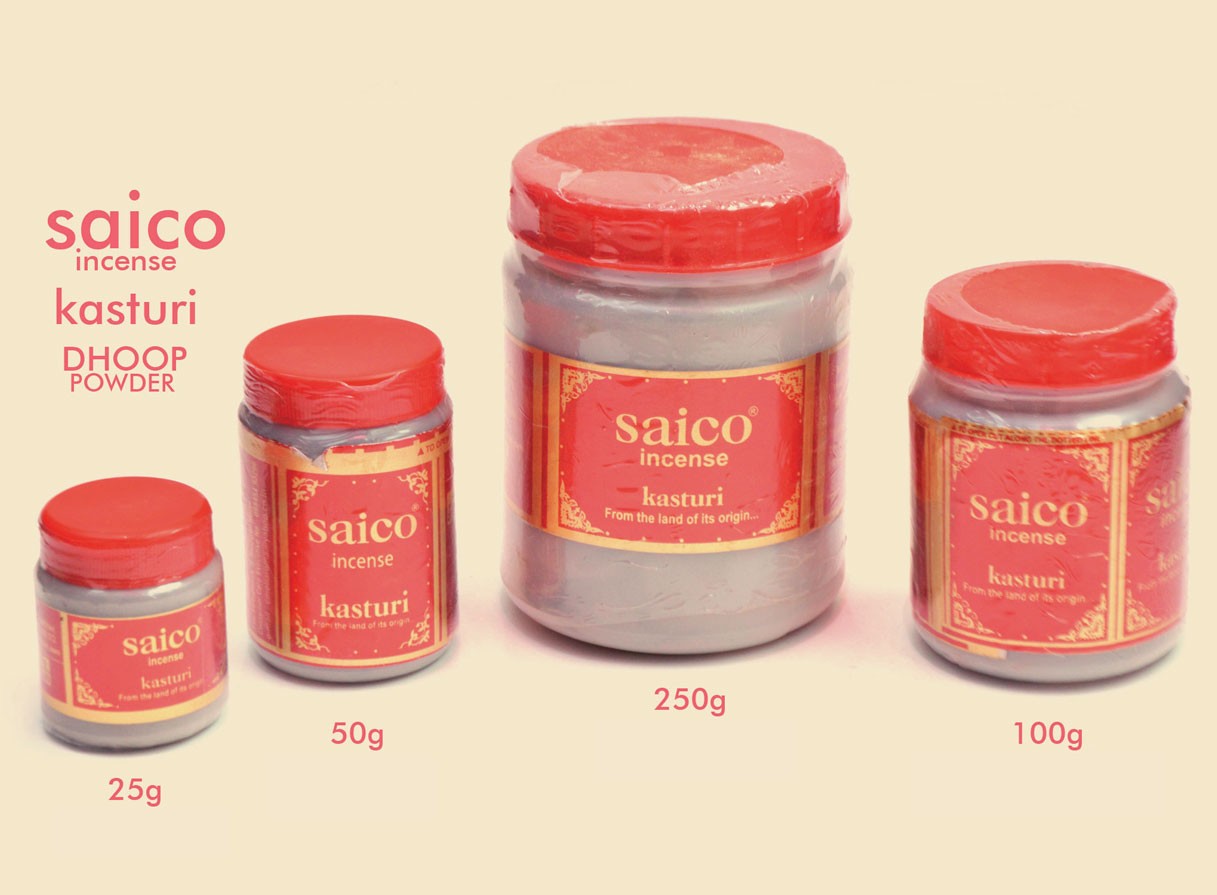 saico
incense
kasturi
DHOOP
POWDER
saico®
incense
kasturi
From the land of its origin...
25g
saico®
incense
kasturi
From the land of its origin...
50g
saico®
incense
kasturi
From the land of its origin...
250g
saico
incense
kasturi
From the land of its origin
100g